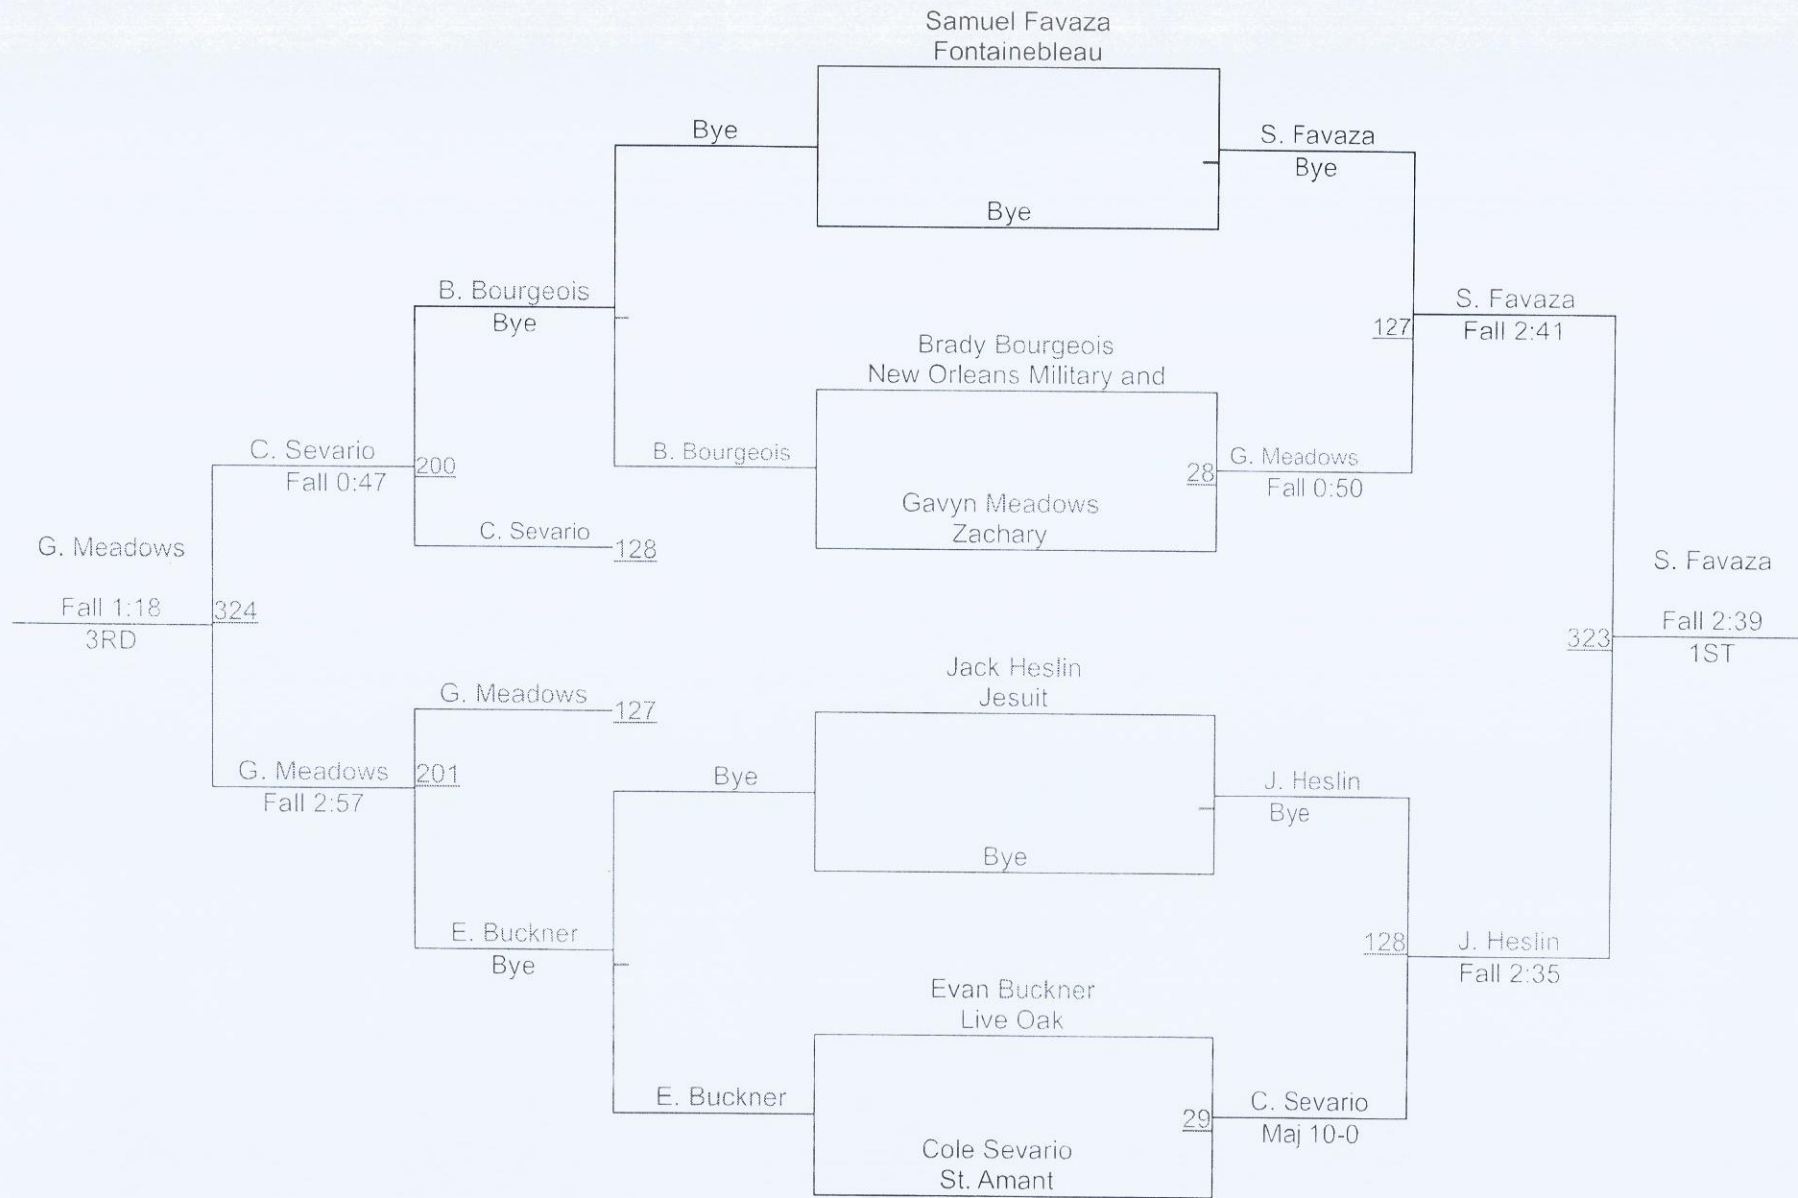 Samuel Favaza
Fontainebleau
Bye
S. Favaza
Bye
Bye
B. Bourgeois
Bye
S. Favaza
Fall 2:41
127
Brady Bourgeois
New Orleans Military and
C. Sevario
Fall 0:47
200
B. Bourgeois
28
G. Meadows
Fall 0:50
Gavyn Meadows
Zachary
C. Sevario
128
G. Meadows
Fall 1:18
3RD
324
S. Favaza
Fall 2:39
1ST
323
Jack Heslin
Jesuit
G. Meadows
127
G. Meadows
Fall 2:57
201
Bye
J. Heslin
Bye
Bye
E. Buckner
Bye
128
J. Heslin
Fall 2:35
Evan Buckner
Live Oak
E. Buckner
29
C. Sevario
Maj 10-0
Cole Sevario
St. Amant